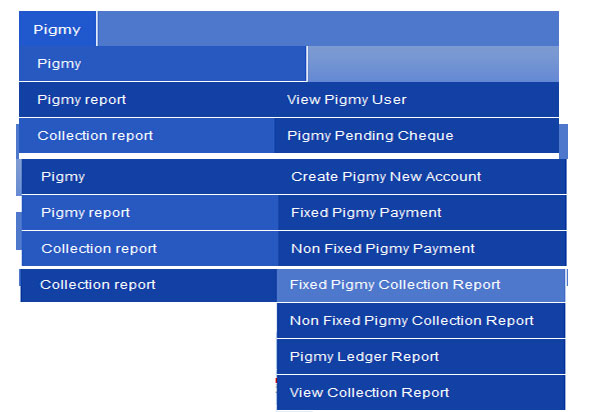 Pigmy
Pigmy
Pigmy report View Pigmy User
Collection report Pigmy Pending Cheque
Pigmy Create Pigmy New Account
Pigmy report Fixed Pigmy Payment
Collection report Non Fixed Pigmy Payment
Collection report Fixed Pigmy Collection Report
Non Fixed Pigmy Collection Report
Pigmy Ledger Report
View Collection Report